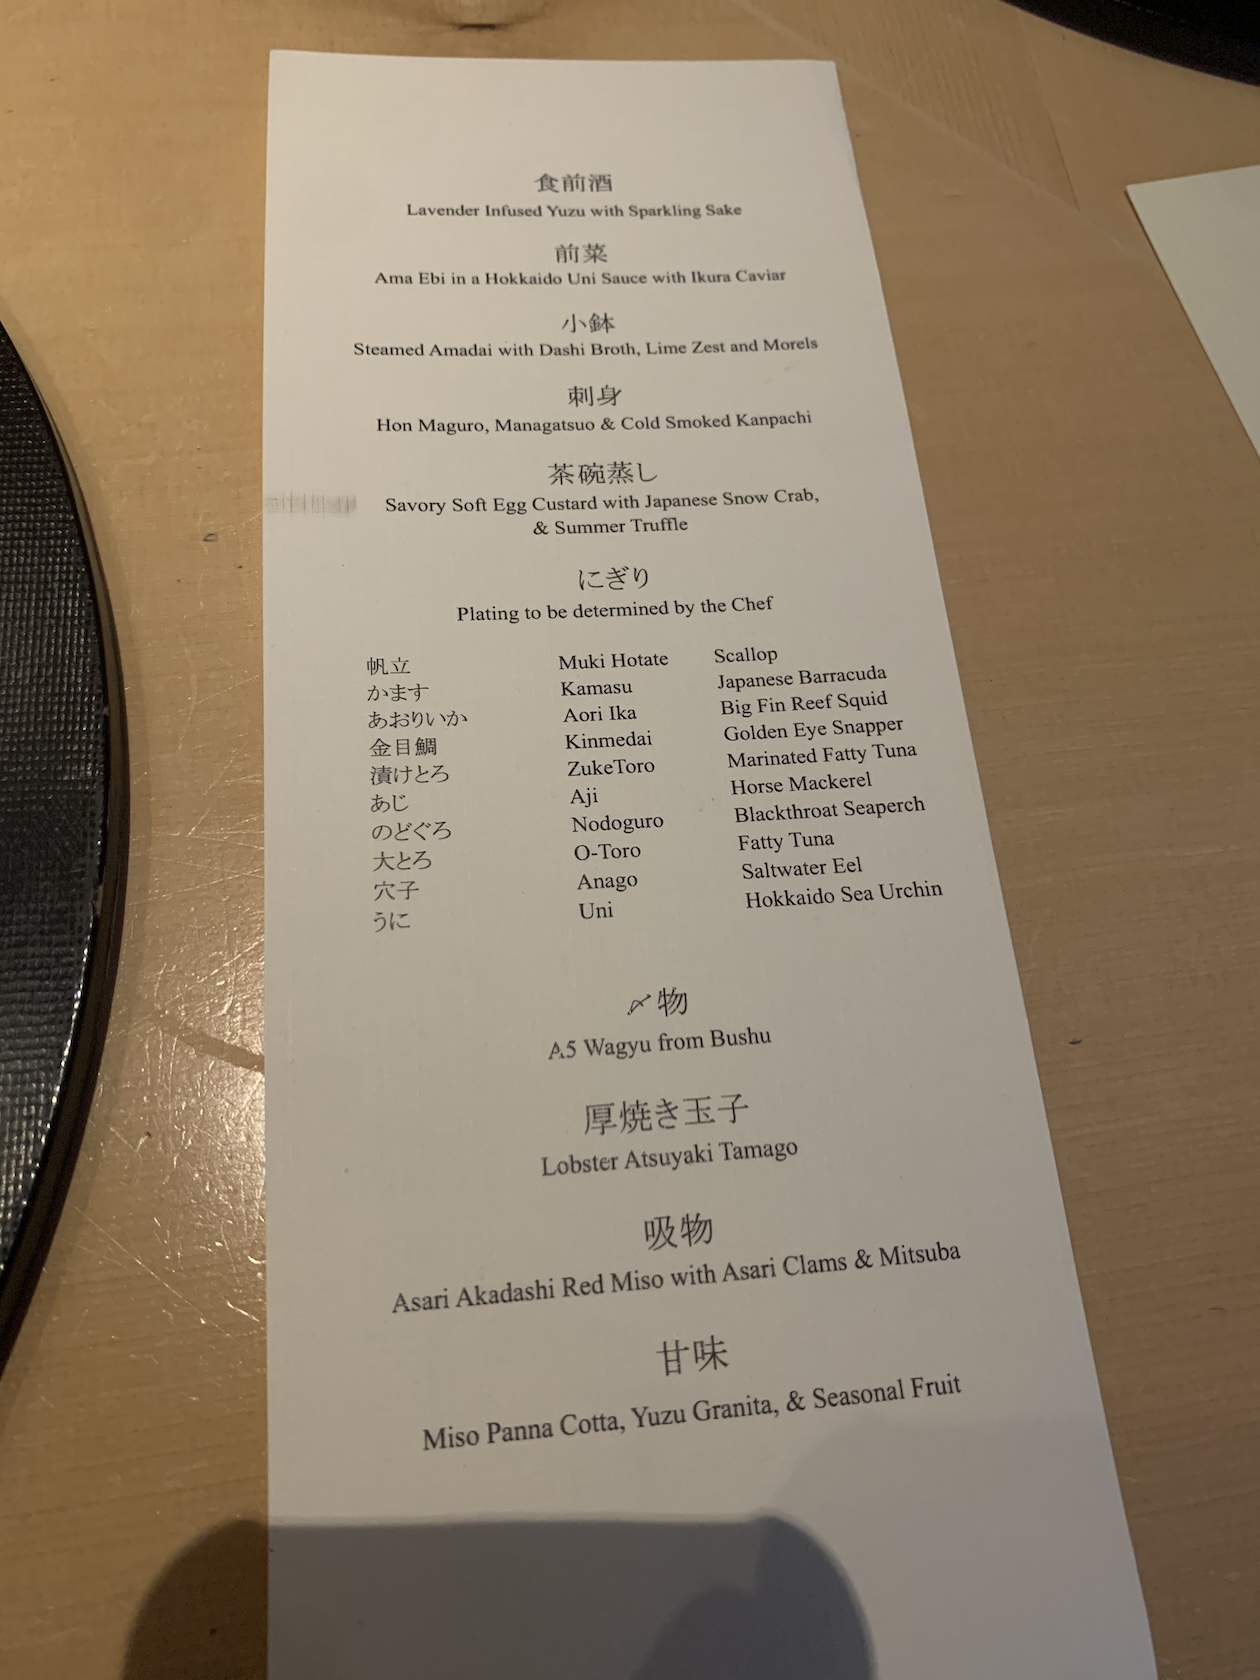 食前酒
Lavender Infused Yuzu with Sparkling Sake
前菜
Ama Ebi in a Hokkaido Uni Sauce with Ikura Caviar
小鉢
Steamed Amadai with Dashi Broth, Lime Zest and Morels
刺身
Hon Maguro, Managatsuo & Cold Smoked Kanpachi
茶碗蒸し
Savory Soft Egg Custard with Japanese Snow Crab,
& Summer Truffle
にぎり
Plating to be determined by the Chef
帆立 Muki Hotate Scallop
かます Kamasu Japanese Barracuda
あおりいか Aori Ika Big Fin Reef Squid
金目鯛 Kinmedai Golden Eye Snapper
漬けとろ ZukeToro Marinated Fatty Tuna
あじ Aji Horse Mackerel
のどぐろ Nodoguro Blackthroat Seaperch
大とろ O-Toro Fatty Tuna
穴子 Anago Saltwater Eel
うに Uni Hokkaido Sea Urchin
〆物
A5 Wagyu from Bushu
厚焼き玉子
Lobster Atsuyaki Tamago
吸物
Asari Akadashi Red Miso with Asari Clams & Mitsuba
甘味
Miso Panna Cotta, Yuzu Granita, & Seasonal Fruit